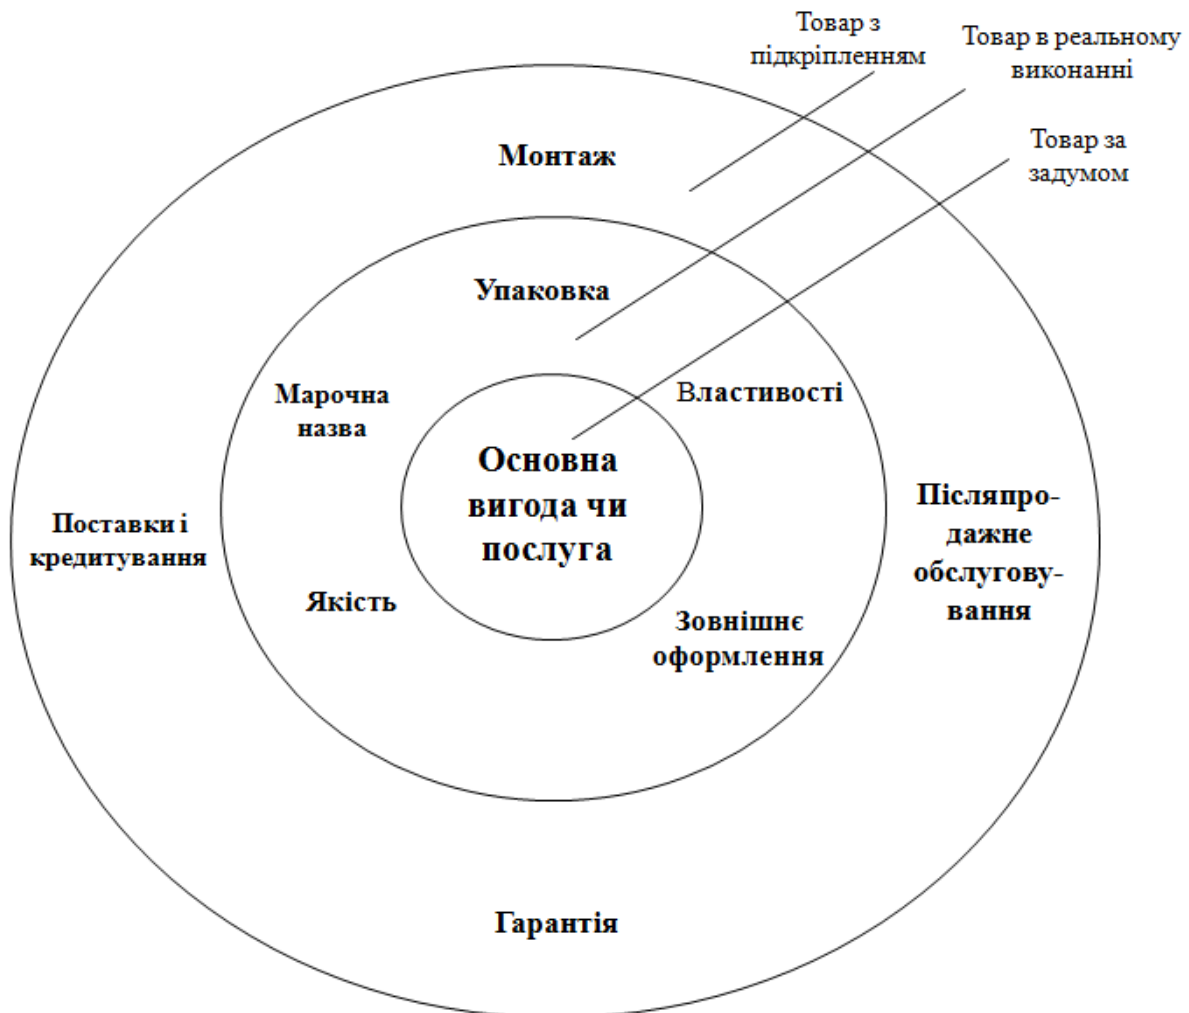 Товар з
підкріпленням
Товар в реальному
виконанні
Товар за
задумом
Монтаж
Упаковка
Марочна
назва
Властивості
Основна
вигода чи
послуга
Поставки і
кредитування
Післяпро-
дажне
обслугову-
вання
Якість
Зовнішнє
оформлення
Гарантія